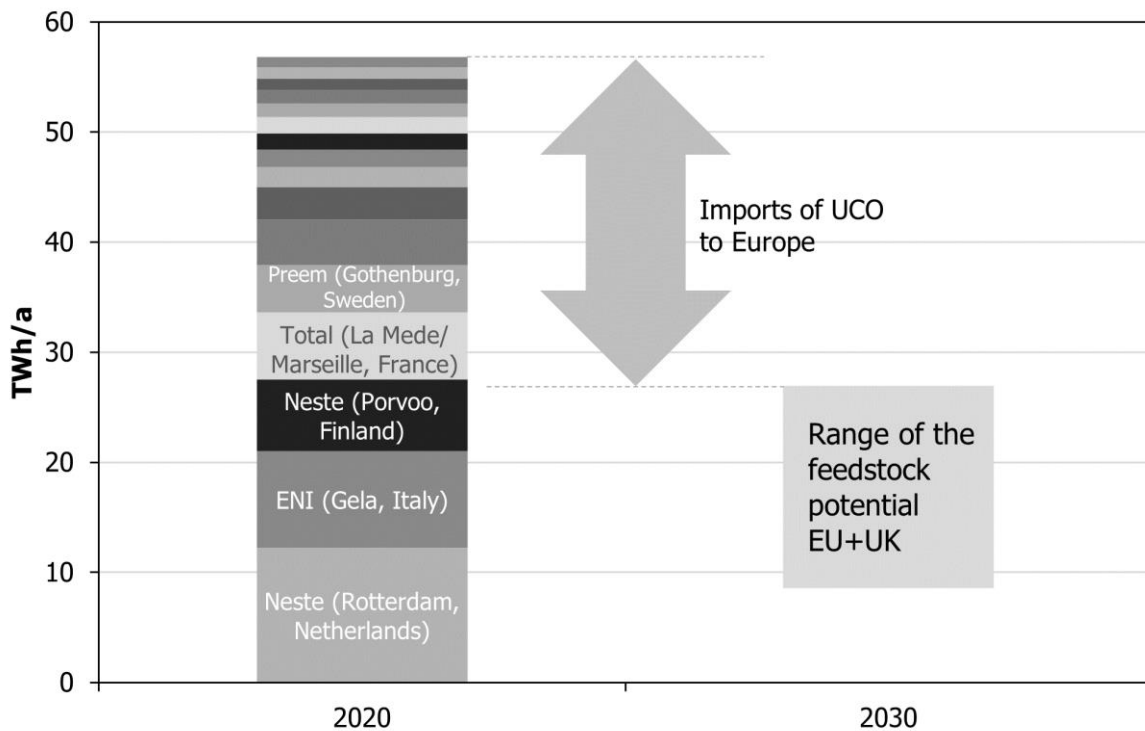 60
50
40
30
20
10
0
TWh/a
Preem (Gothenburg,
Sweden)
Total (La Mede/
Marseille, France)
Neste (Porvoo,
Finland)
ENI (Gela, Italy)
Neste (Rotterdam,
Netherlands)
Imports of UCO
to Europe
Range of the
feedstock
potential
EU+UK
2020
2030